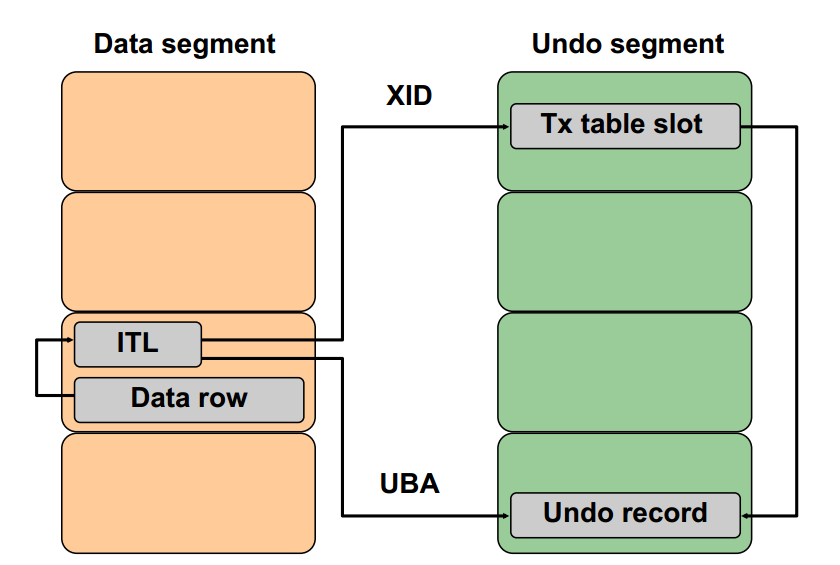 Data segment
Undo segment
XID
Tx table slot
ITL
Data row
UBA
Undo record